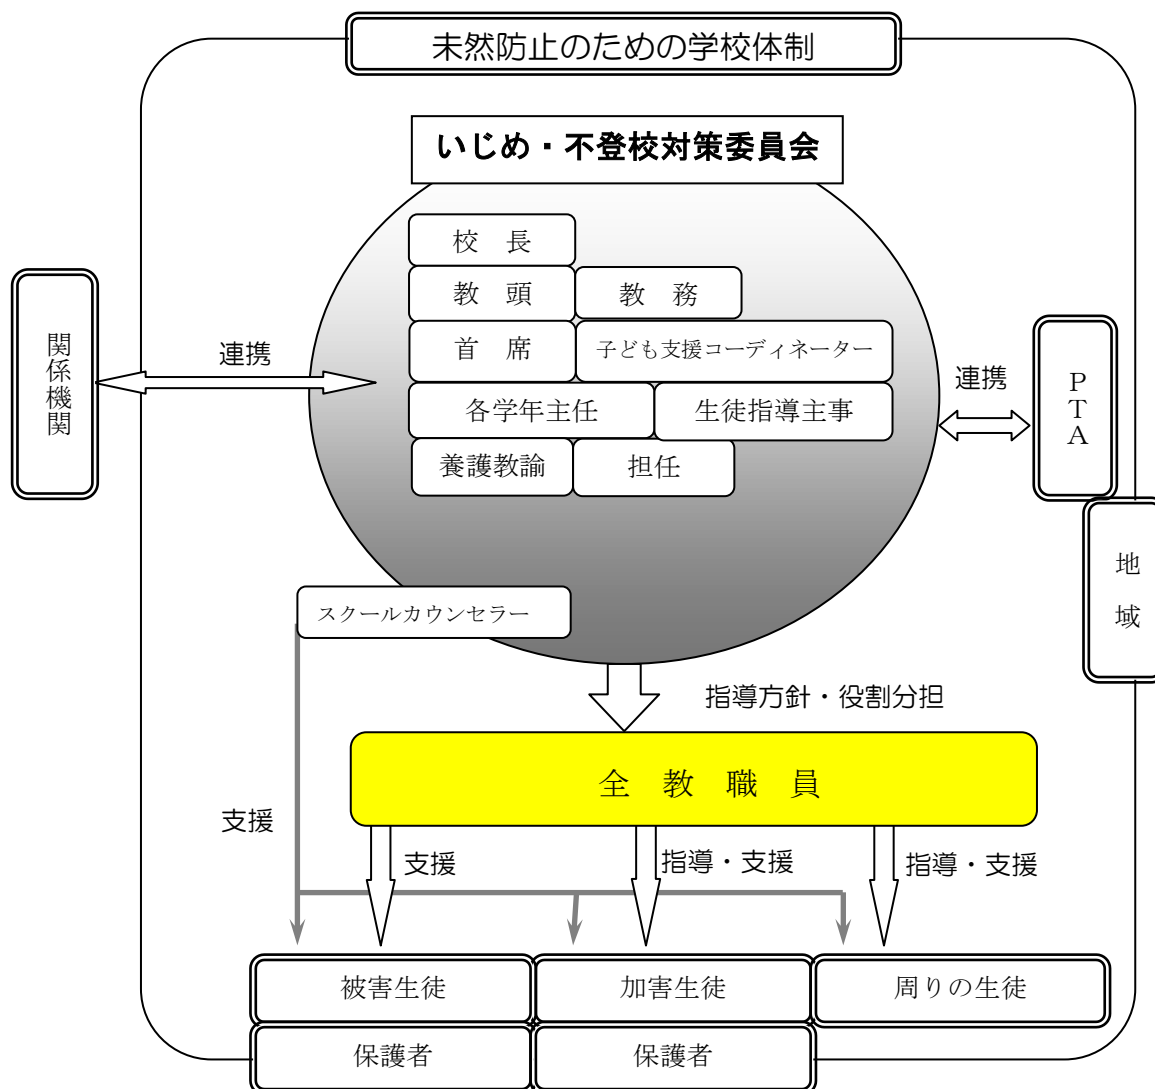 未然防止のための学校体制
いじめ・不登校対策委員会
校　長
教　頭
教　務
首　席
子ども支援コーディネーター
各学年主任
生徒指導主事
養護教諭
担任
関係機関
連携
連携
PTA
地域
スクールカウンセラー
指導方針・役割分担
全　教　職　員
支援
支援
指導・支援
指導・支援
被害生徒
加害生徒
周りの生徒
保護者
保護者